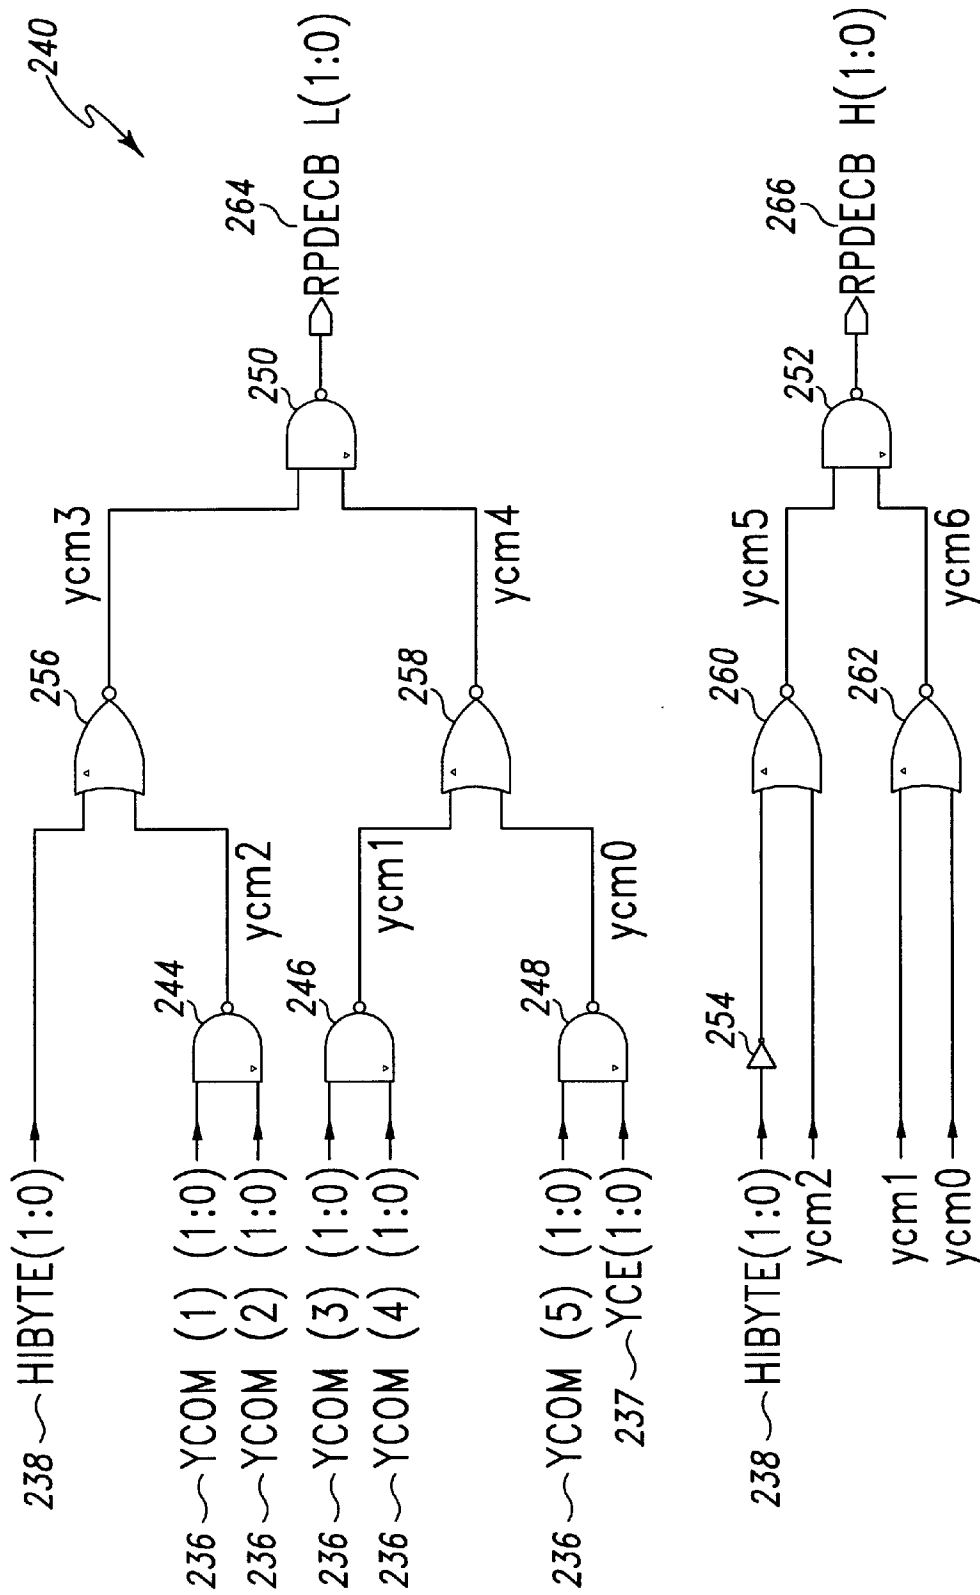 240
238 HIBYTE(1:0)
236 YCOM (1) (1:0)
236 YCOM (2) (1:0)
236 YCOM (3) (1:0)
236 YCOM (4) (1:0)
236 YCOM (5) (1:0)
237 YCE(1:0)
244
ycm2
246
ycm1
248
ycm0
256
ycm3
258
ycm4
250
264
RPDECB L(1:0)
238 HIBYTE(1:0)
ycm2
ycm1
ycm0
254
260
ycm5
262
ycm6
252
266
RPDECB H(1:0)